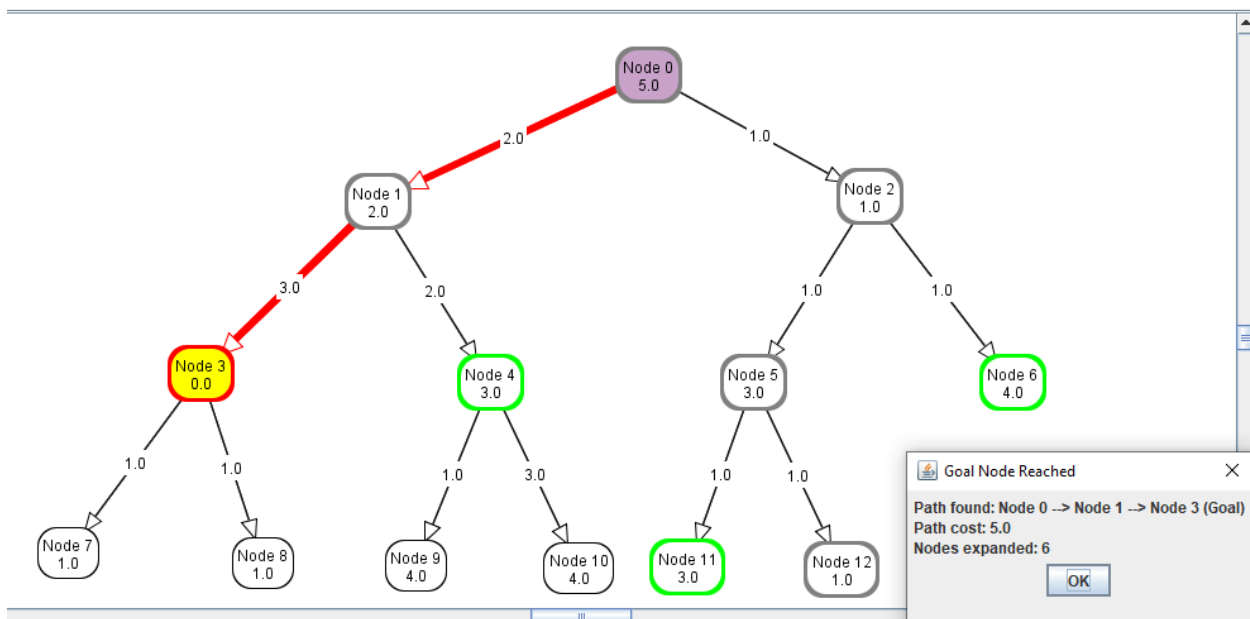 Node 0
5.0
2.0
1.0
Node 1
2.0
Node 2
1.0
3.0
2.0
1.0
1.0
Node 3
0.0
Node 4
3.0
Node 5
3.0
Node 6
4.0
1.0
1.0
1.0
3.0
1.0
1.0
Node 7
1.0
Node 8
1.0
Node 9
4.0
Node 10
4.0
Node 11
3.0
Node 12
1.0
Goal Node Reached
Path found: Node 0 --> Node 1 --> Node 3 (Goal)
Path cost: 5.0
Nodes expanded: 6
OK